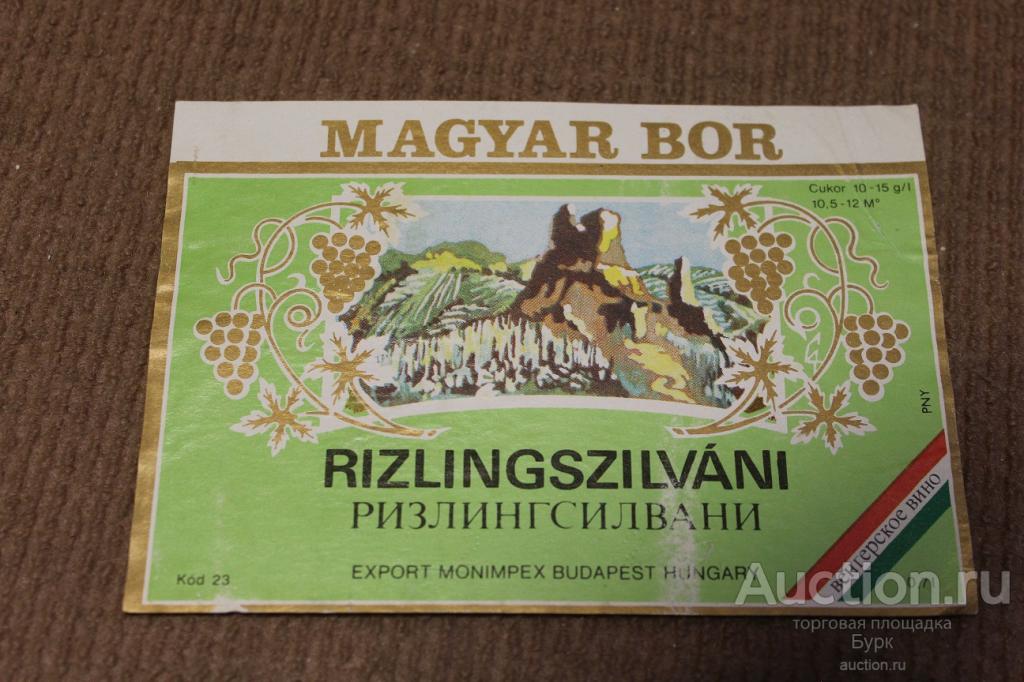 MAGYAR BOR
Cukor 10-15 g/l
10,5-12 M°
PNY
RIZLINGSZILVÁNI
РИЗЛИНГСИЛВАНИ
венгерское вино
Kód 23
EXPORT MONIMPEX BUDAPEST HUNGARY
Auction.ru
торговая площадка
Бурк
auction.ru